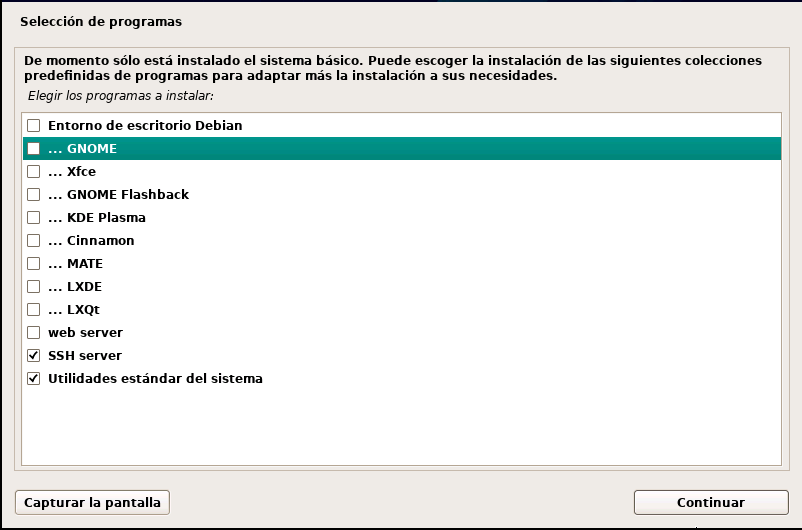 Selección de programas
De momento sólo está instalado el sistema básico. Puede escoger la instalación de las siguientes colecciones
predefinidas de programas para adaptar más la instalación a sus necesidades.
Elegir los programas a instalar:
Entorno de escritorio Debian
... GNOME
... Xfce
... GNOME Flashback
... KDE Plasma
... Cinnamon
... MATE
... LXDE
... LXQt
web server
SSH server
Utilidades estándar del sistema
Capturar la pantalla
Continuar